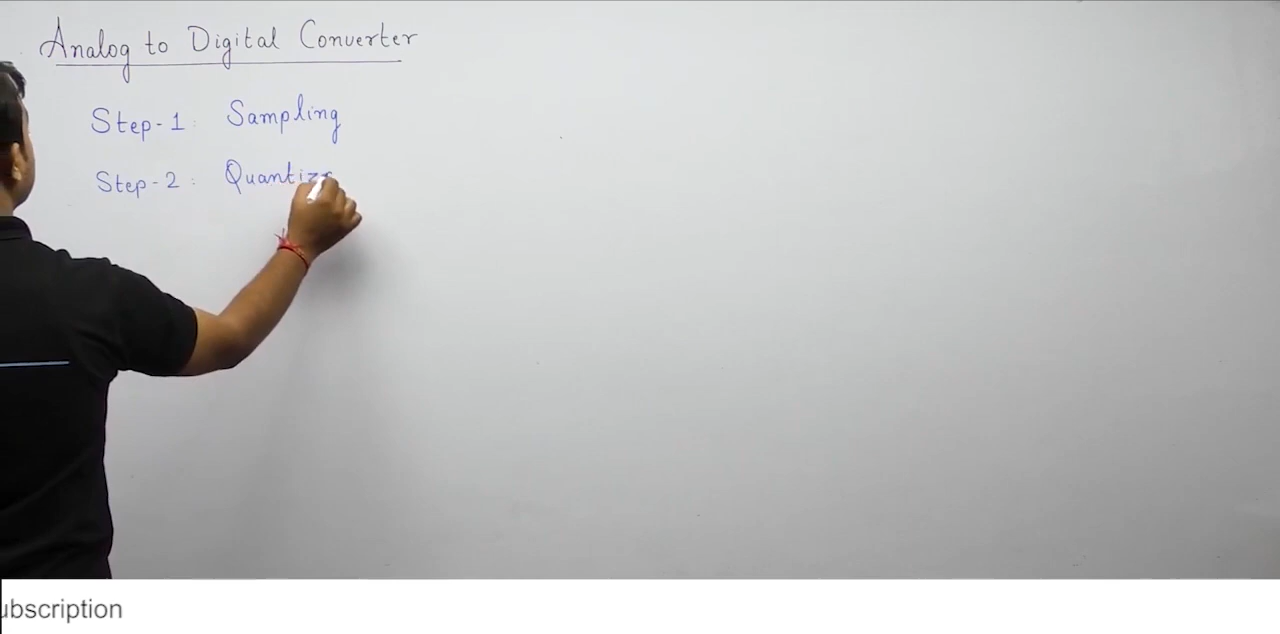 Analog to Digital Converter
Step-1: Sampling
Step-2: Quantiz
ubscription